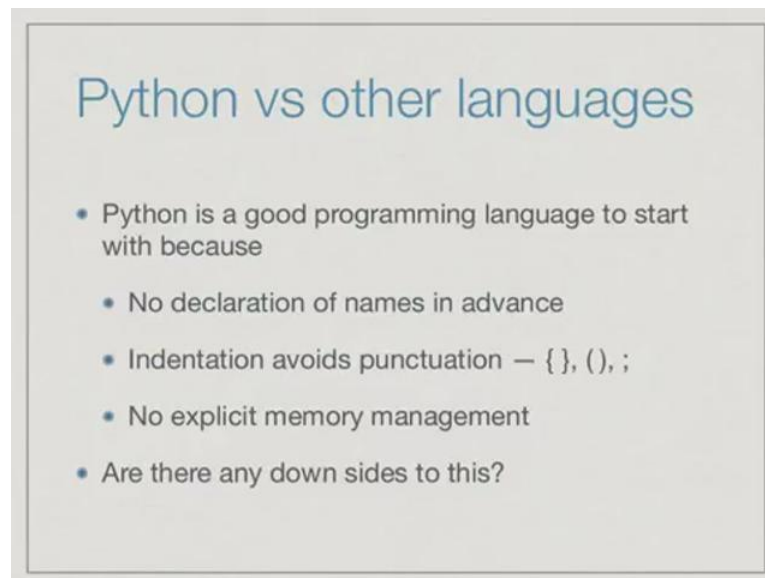 Python vs other languages
• Python is a good programming language to start
with because
• No declaration of names in advance
• Indentation avoids punctuation — { }, ( ), ;
• No explicit memory management
• Are there any down sides to this?